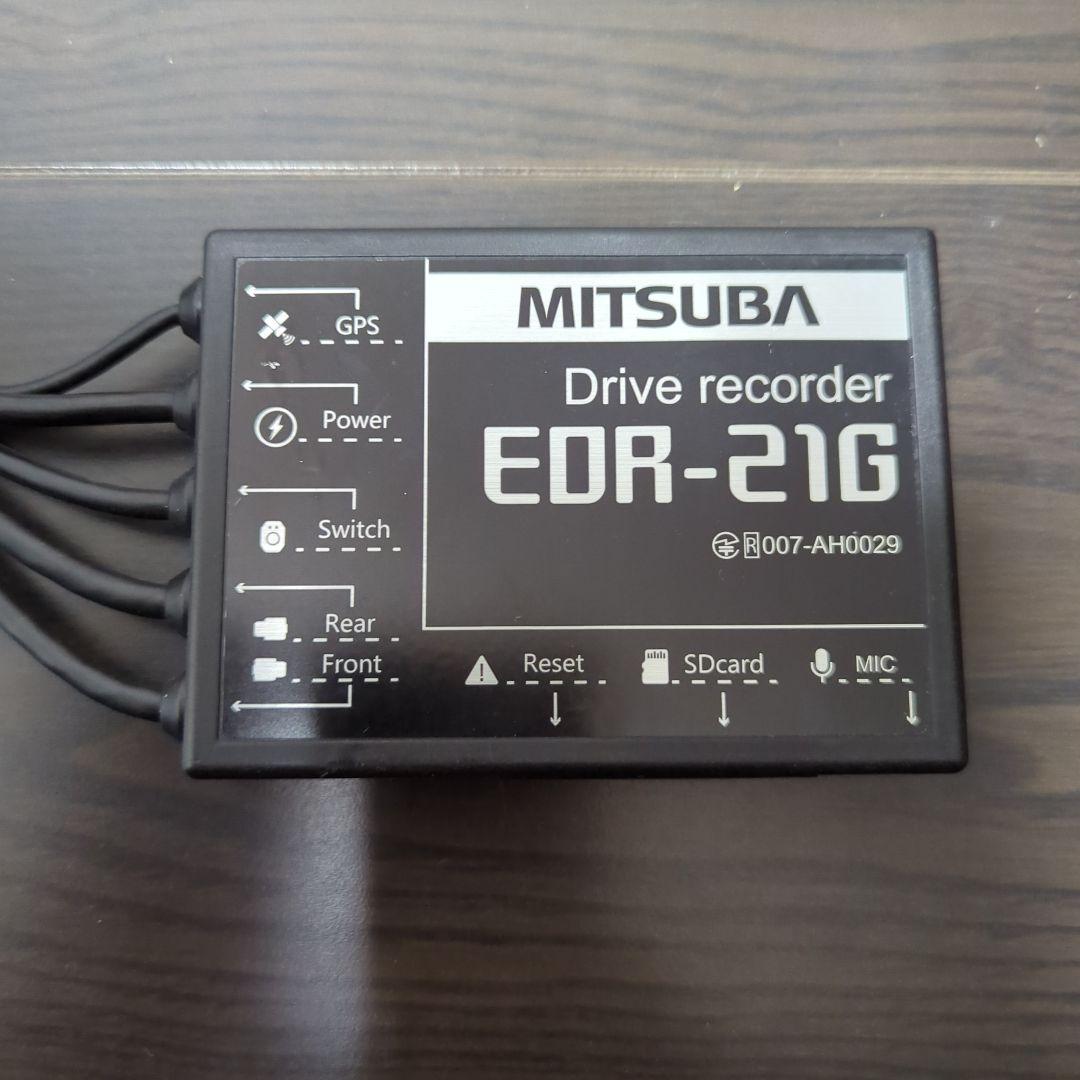 MITSUBA
Drive recorder
EDR-21G
R 007-AH0029
GPS
Power
Switch
Rear
Front
Reset
SDcard
MIC